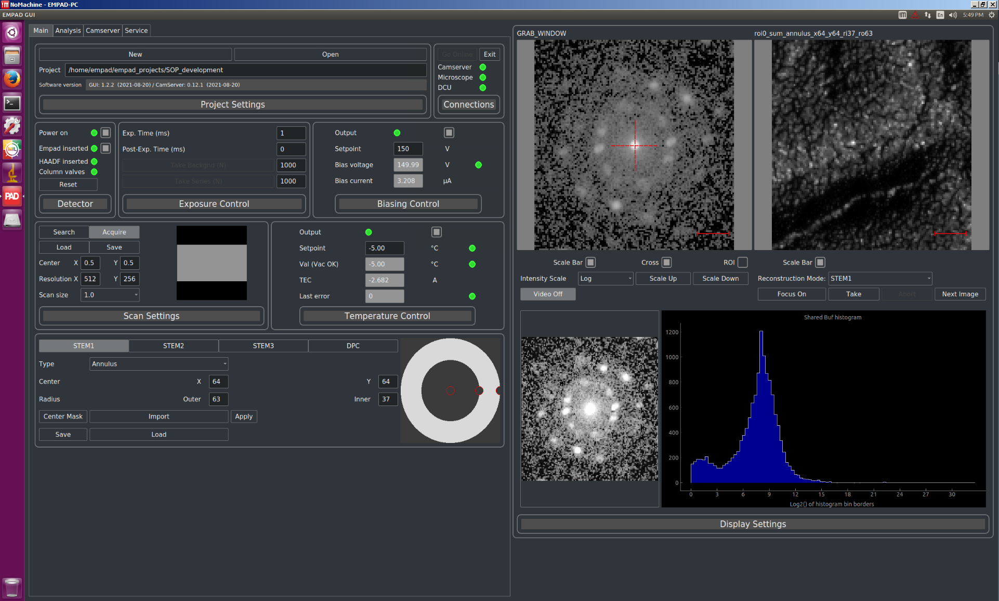 NoMachine - EMPAD-PC
EMPAD GUI
En
5:49 PM
Main
Analysis
Camserver
Service
New
Open
Project
/home/empad/empad_projects/SOP_development
Software version
GUI: 1.2.2 (2021-08-20) / CamServer: 0.12.1 (2021-08-20)
Project Settings
Go Online
Exit
Camserver
Microscope
DCU
Connections
Power on
Empad inserted
HAADF inserted
Column valves
Reset
Detector
Exp. Time (ms)
1
Post-Exp. Time (ms)
0
Take Backgnd (N)
1000
Take Series (N)
1000
Exposure Control
Output
Setpoint
150
V
Bias voltage
149.99
V
Bias current
3.208
µA
Biasing Control
Search
Acquire
Load
Save
Center X 0.5 Y 0.5
Resolution X 512 Y 256
Scan size 1.0
Scan Settings
Output
Setpoint
-5.00
°C
Val (Vac OK)
-5.00
°C
TEC
-2.682
A
Last error
0
Temperature Control
STEM1
STEM2
STEM3
DPC
Type
Annulus
Center X 64 Y 64
Radius Outer 63 Inner 37
Center Mask
Import
Apply
Save
Load
MIL
PAD
GRAB_WINDOW
roi0_sum_annulus_x64_y64_ri37_ro63
Scale Bar
Cross
ROI
Scale Bar
Intensity Scale
Log
Scale Up
Scale Down
Reconstruction Mode:
STEM1
Video Off
Focus On
Take
Abort
Next Image
Shared Buf histogram
1200
1000
800
600
400
200
0
0 3 6 9 12 15 18 21 24 27 30
Log2() of histogram bin borders
Display Settings